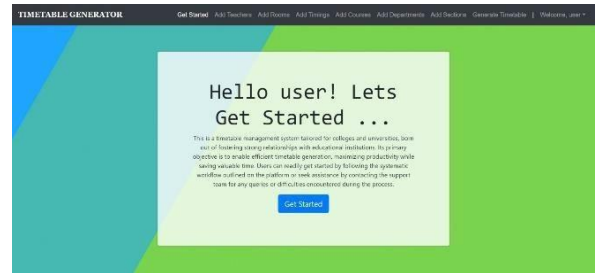 TIMETABLE GENERATOR
Get Started Add Teachers Add Rooms Add Timings Add Courses Add Departments Add Sections Generate Timetable | Welcome, user
Hello user! Lets
Get Started ...
This is a timetable management system tailored for colleges and universities, born
out of fostering strong relationships with educational institutions. Its primary
objective is to enable efficient timetable generation, maximizing productivity while
saving valuable time. Users can readily get started by following the systematic
workflow outlined on the platform or seek assistance by contacting the support
team for any queries or difficulties encountered during the process.
Get Started